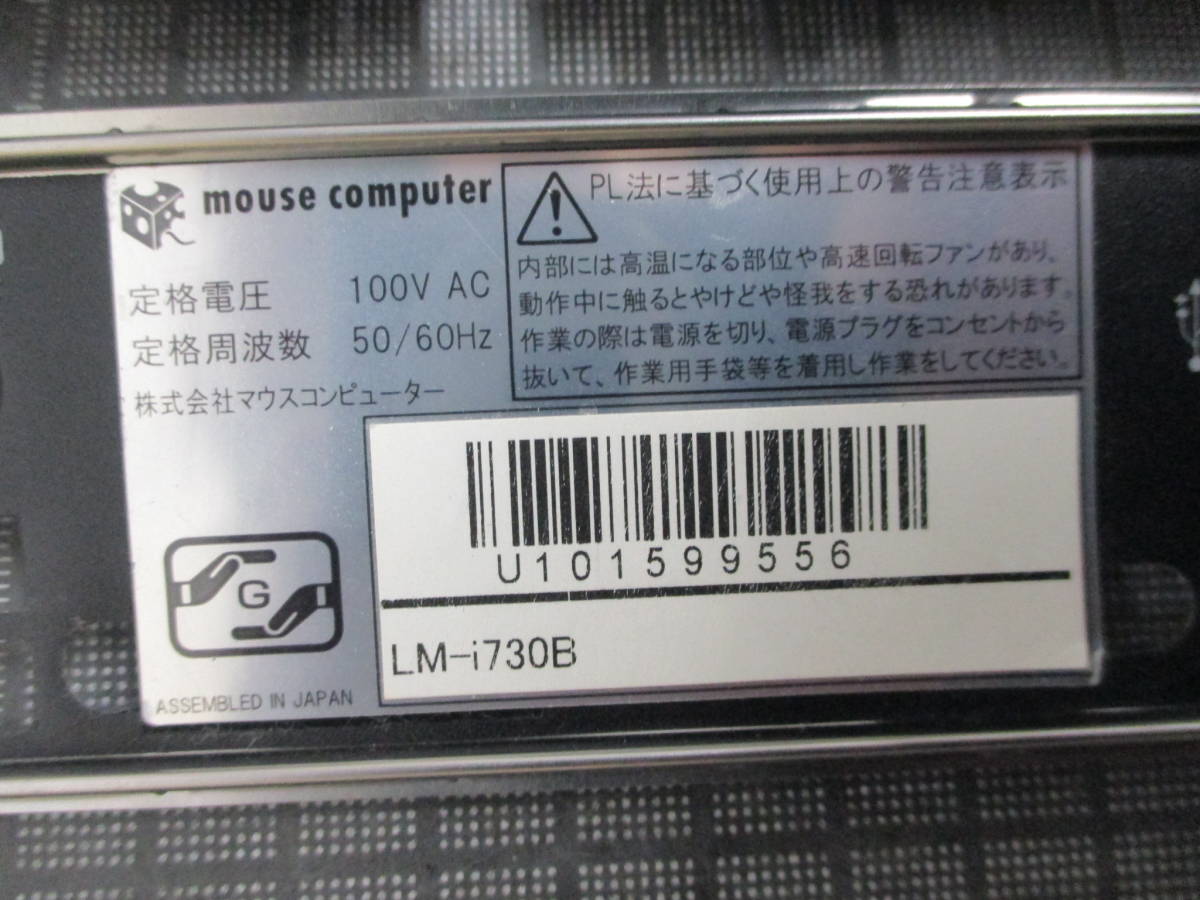 mouse computer
定格電圧 100V AC
定格周波数 50/60Hz
株式会社マウスコンピューター
PL法に基づく使用上の警告注意表示
内部には高温になる部位や高速回転ファンがあり、
動作中に触るとやけどや怪我をする恐れがあります。
作業の際は電源を切り、電源プラグをコンセントから
抜いて、作業用手袋等を着用し作業をしてください。
U101599556
LM-i730B
G
ASSEMBLED IN JAPAN